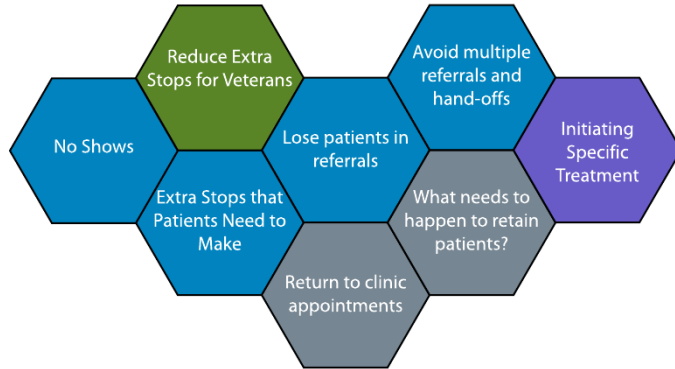 Reduce Extra
Stops for Veterans
Avoid multiple
referrals and
hand-offs
No Shows
Lose patients in
referrals
Initiating
Specific
Treatment
Extra Stops that
Patients Need to
Make
What needs to
happen to retain
patients?
Return to clinic
appointments